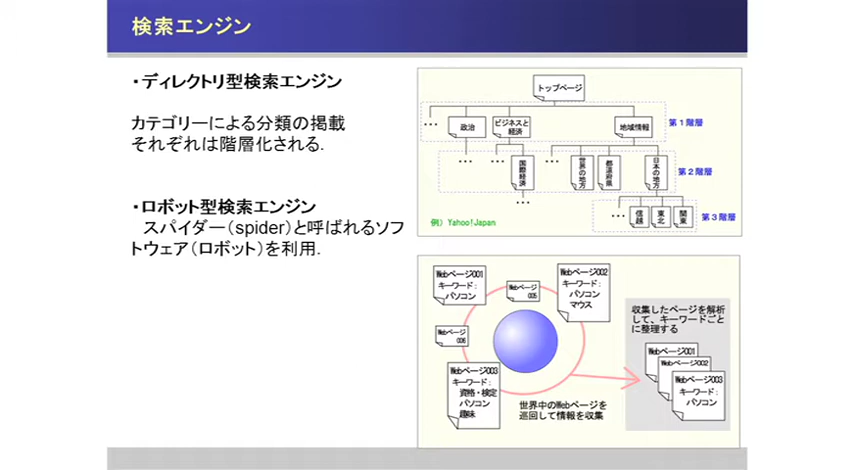 検索エンジン
・ディレクトリ型検索エンジン
カテゴリーによる分類の掲載
それぞれは階層化される.
・ロボット型検索エンジン
スパイダー（spider）と呼ばれるソフ
トウェア（ロボット）を利用.
トップページ
・・・
政治
ビジネスと
経済
地域情報
第１階層
・・・
・・・
国際経済
・・・
世界の地方
都道府県
日本の地方
第２階層
・・・
・・・
信越
東北
関東
第３階層
例） Yahoo!Japan
Webページ001
キーワード：
パソコン
Webページ
005
Webページ002
キーワード：
パソコン
マウス
Webページ
006
Webページ003
キーワード：
資格・検定
パソコン
趣味
世界中のWebページを
巡回して情報を収集
収集したページを解析
して、キーワードごと
に整理する
Webページ001
Webページ002
Webページ003
キーワード：
パソコン